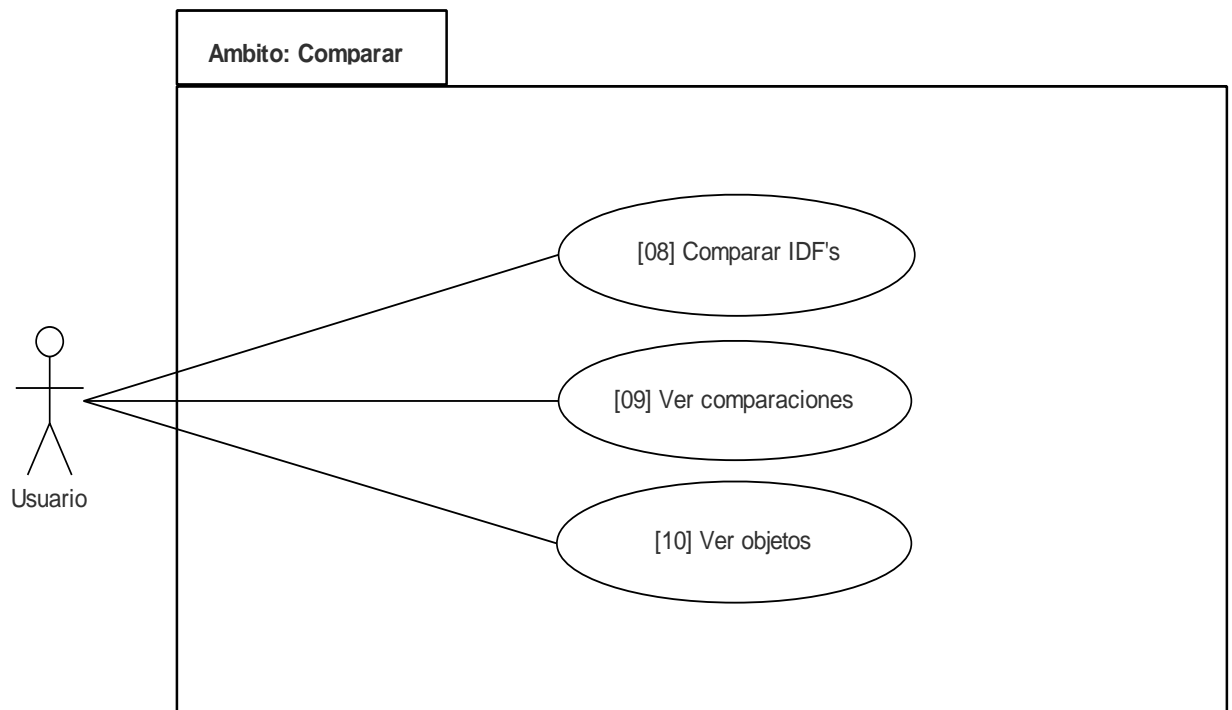 Ambito: Comparar
[08] Comparar IDF's
[09] Ver comparaciones
[10] Ver objetos
Usuario